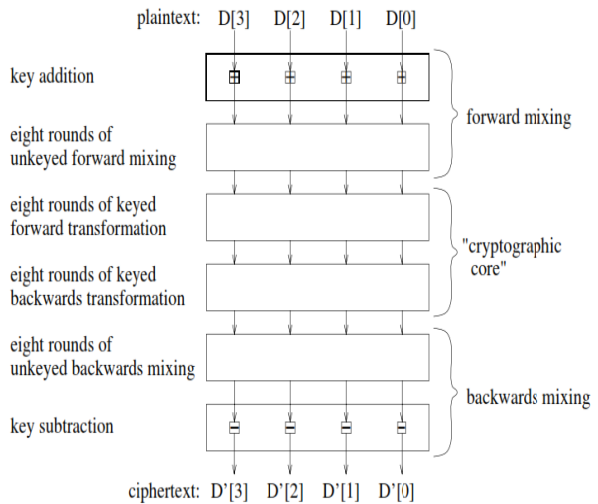 plaintext: D[3] D[2] D[1] D[0]
key addition
forward mixing
eight rounds of
unkeyed forward mixing
eight rounds of keyed
forward transformation
"cryptographic
core"
eight rounds of keyed
backwards transformation
eight rounds of
unkeyed backwards mixing
backwards mixing
key subtraction
ciphertext: D'[3] D'[2] D'[1] D'[0]